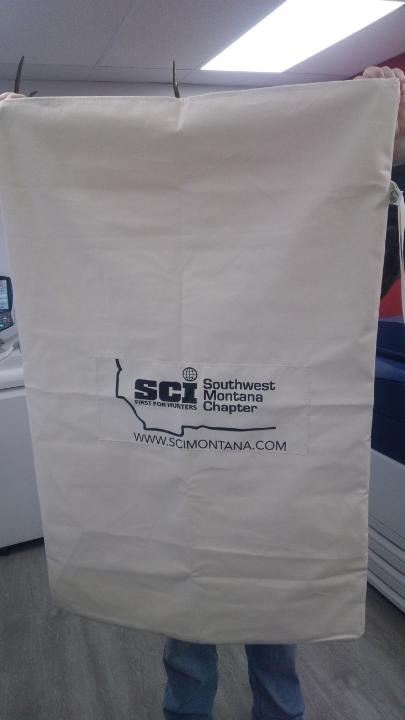 SCI
FIRST FOR HUNTERS
Southwest
Montana
Chapter
WWW.SCIMONTANA.COM